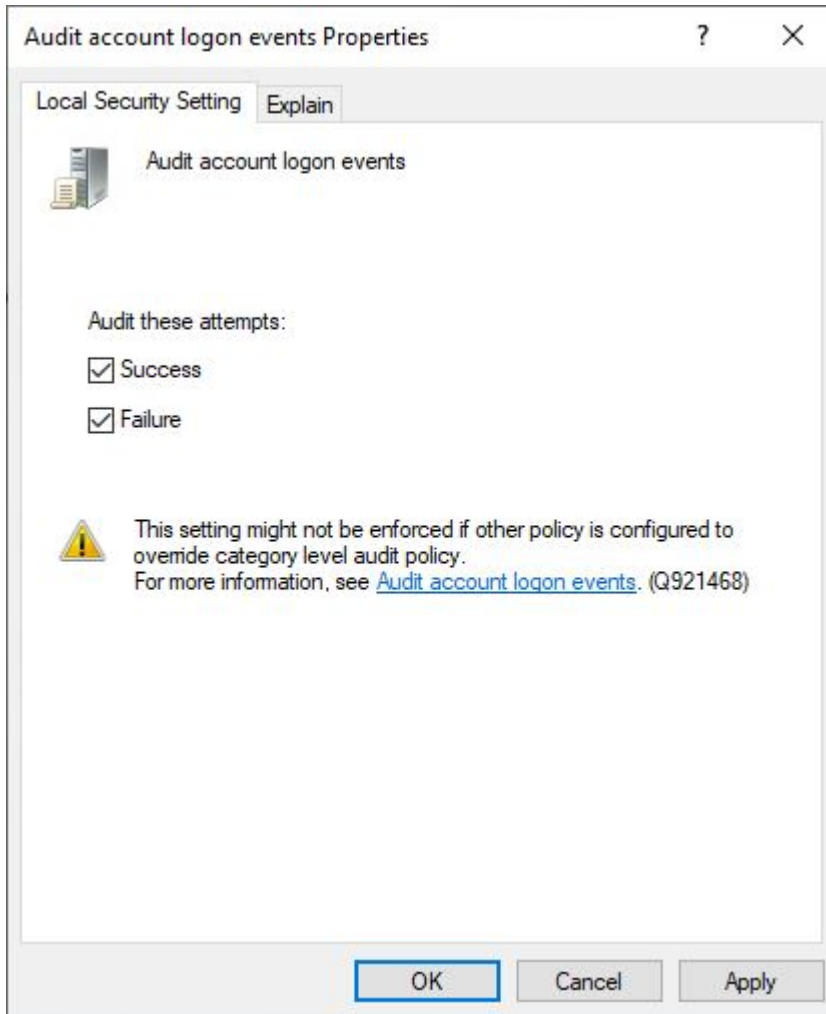 Audit account logon events Properties
?
Local Security Setting
Explain
Audit account logon events
Audit these attempts:
Success
Failure
This setting might not be enforced if other policy is configured to
override category level audit policy.
For more information, see Audit account logon events. (Q921468)
OK
Cancel
Apply